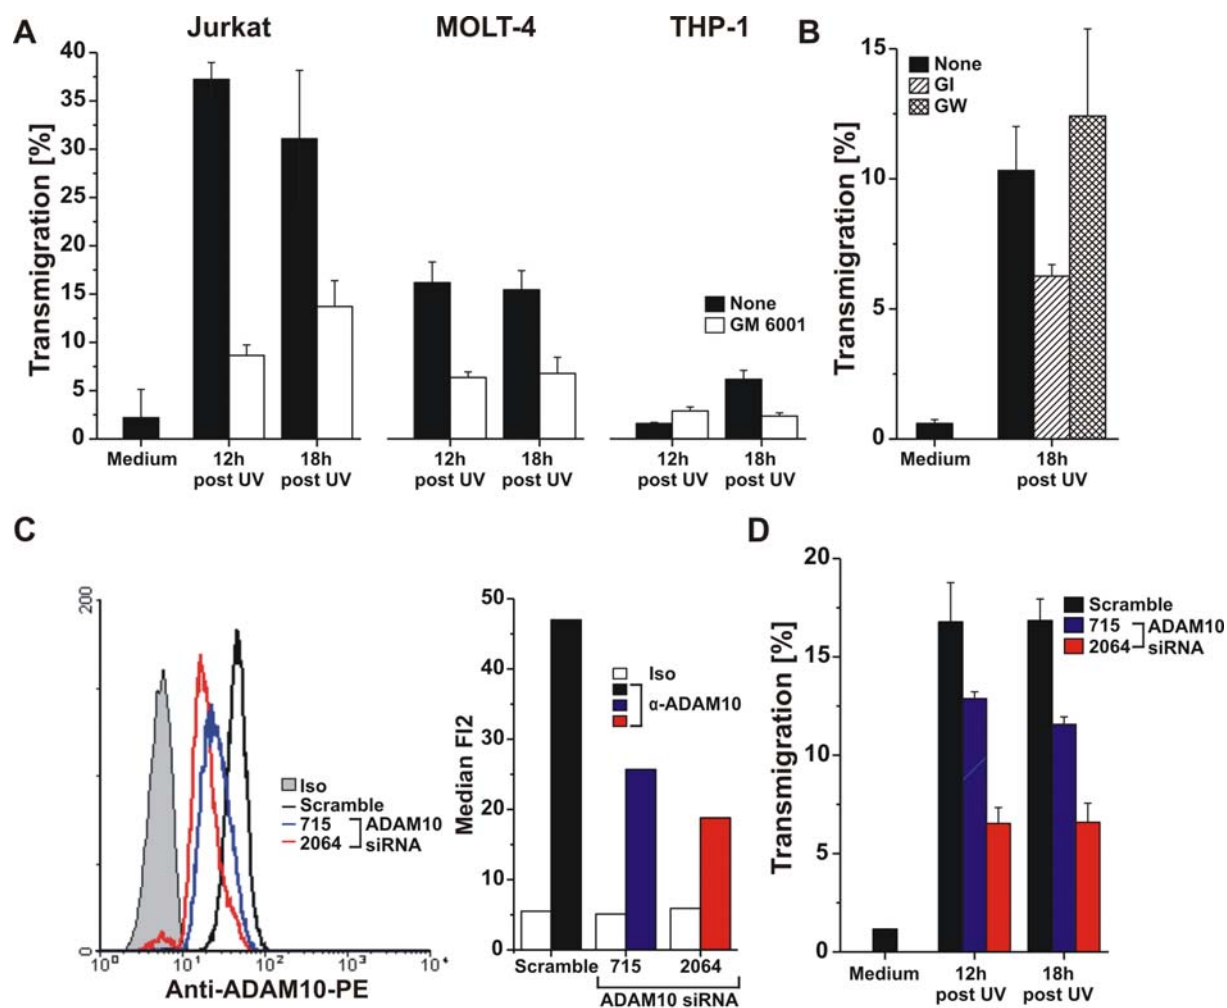 A
Jurkat
MOLT-4
THP-1
Transmigration [%]
40
35
30
25
20
15
10
5
0
None
GM 6001
Medium
12h
post UV
18h
post UV
12h
post UV
18h
post UV
12h
post UV
18h
post UV
B
Transmigration [%]
15
10
5
0
None
GI
GW
Medium
18h
post UV
C
200
0
Iso
Scramble
715
2064
ADAM10
siRNA
10⁰
10¹
10²
10³
10⁴
Anti-ADAM10-PE
Median Fl2
50
40
30
20
10
0
Iso
α-ADAM10
Scramble
715
2064
ADAM10 siRNA
D
Transmigration [%]
20
15
10
5
0
Scramble
715
2064
ADAM10
siRNA
Medium
12h
post UV
18h
post UV